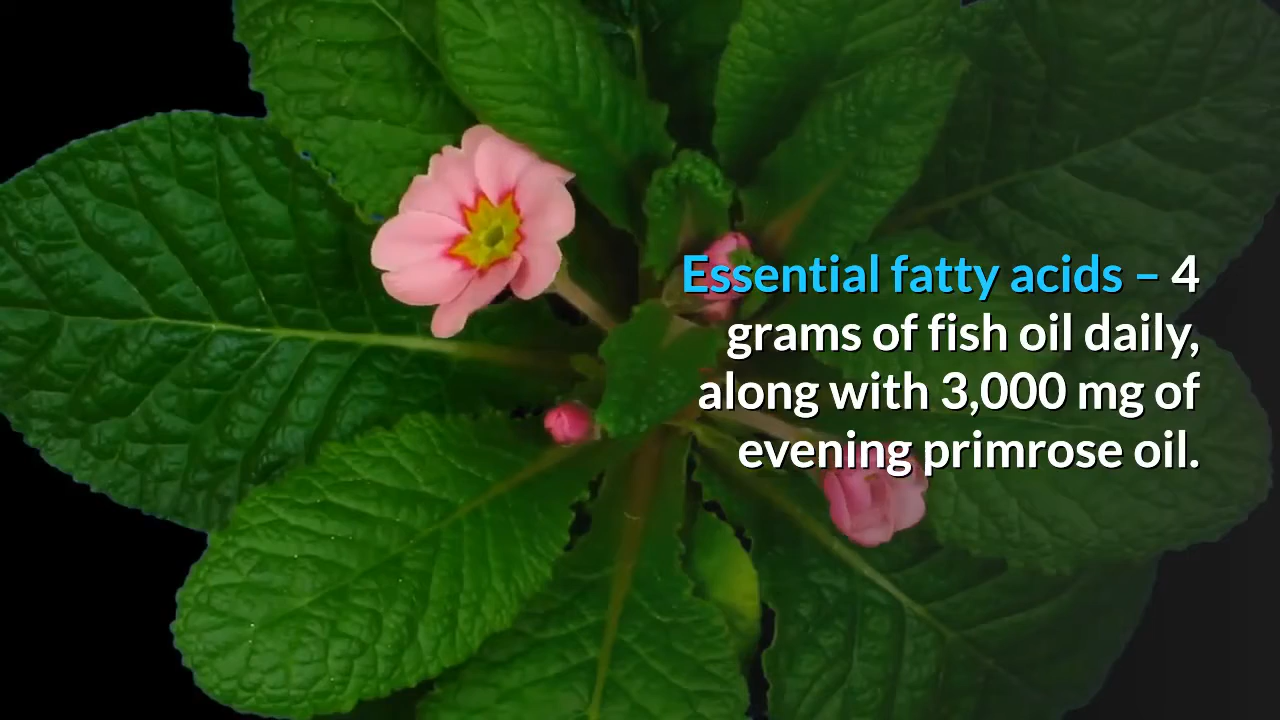 Essential fatty acids – 4
grams of fish oil daily,
along with 3,000 mg of
evening primrose oil.